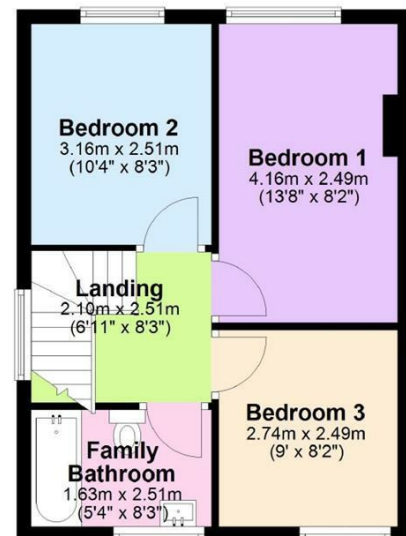 Bedroom 2
3.16m x 2.51m
(10'4" x 8'3")
Bedroom 1
4.16m x 2.49m
(13'8" x 8'2")
Landing
2.10m x 2.51m
(6'11" x 8'3")
Bedroom 3
2.74m x 2.49m
(9' x 8'2")
Family
Bathroom
1.63m x 2.51m
(5'4" x 8'3")